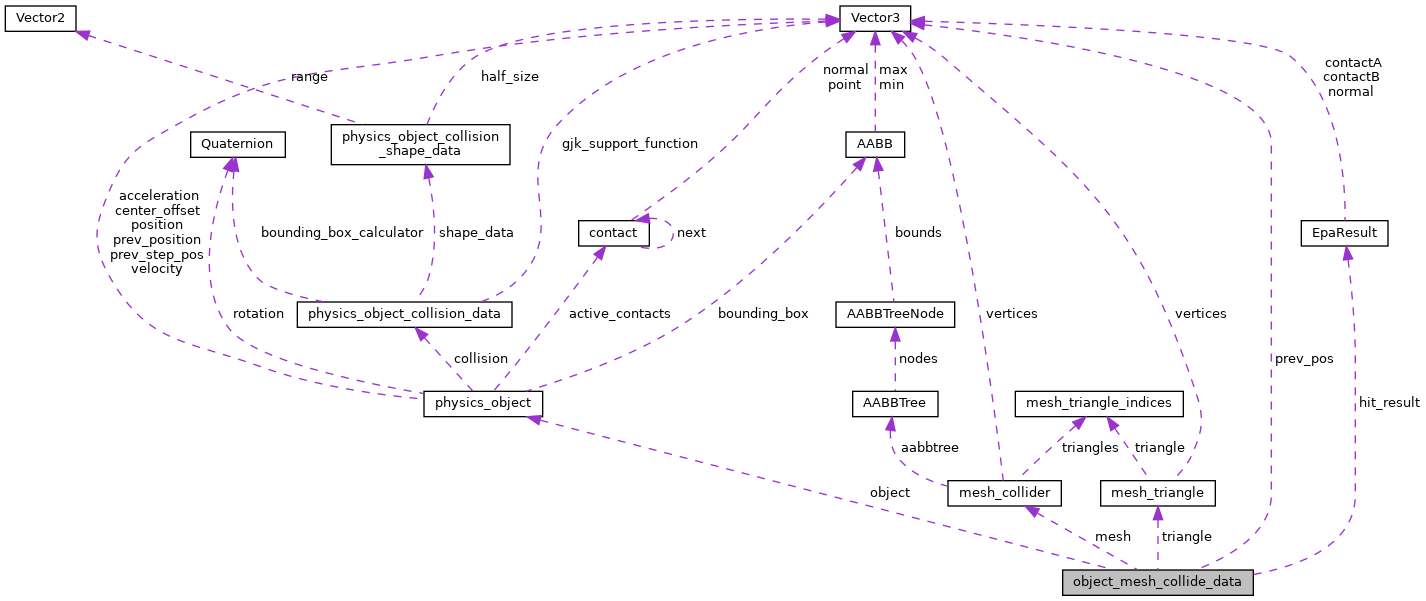 Vector2
Vector3
range
half_size
normal
point
max
min
contactA
contactB
normal
Quaternion
physics_object_collision
_shape_data
gjk_support_function
AABB
acceleration
center_offset
position
prev_position
prev_step_pos
velocity
bounding_box_calculator
shape_data
contact
next
bounds
EpaResult
rotation
physics_object_collision_data
active_contacts
bounding_box
AABBTreeNode
vertices
vertices
collision
nodes
prev_pos
physics_object
AABBTree
mesh_triangle_indices
hit_result
aabbtree
triangles
triangle
object
mesh_collider
mesh_triangle
mesh
triangle
object_mesh_collide_data